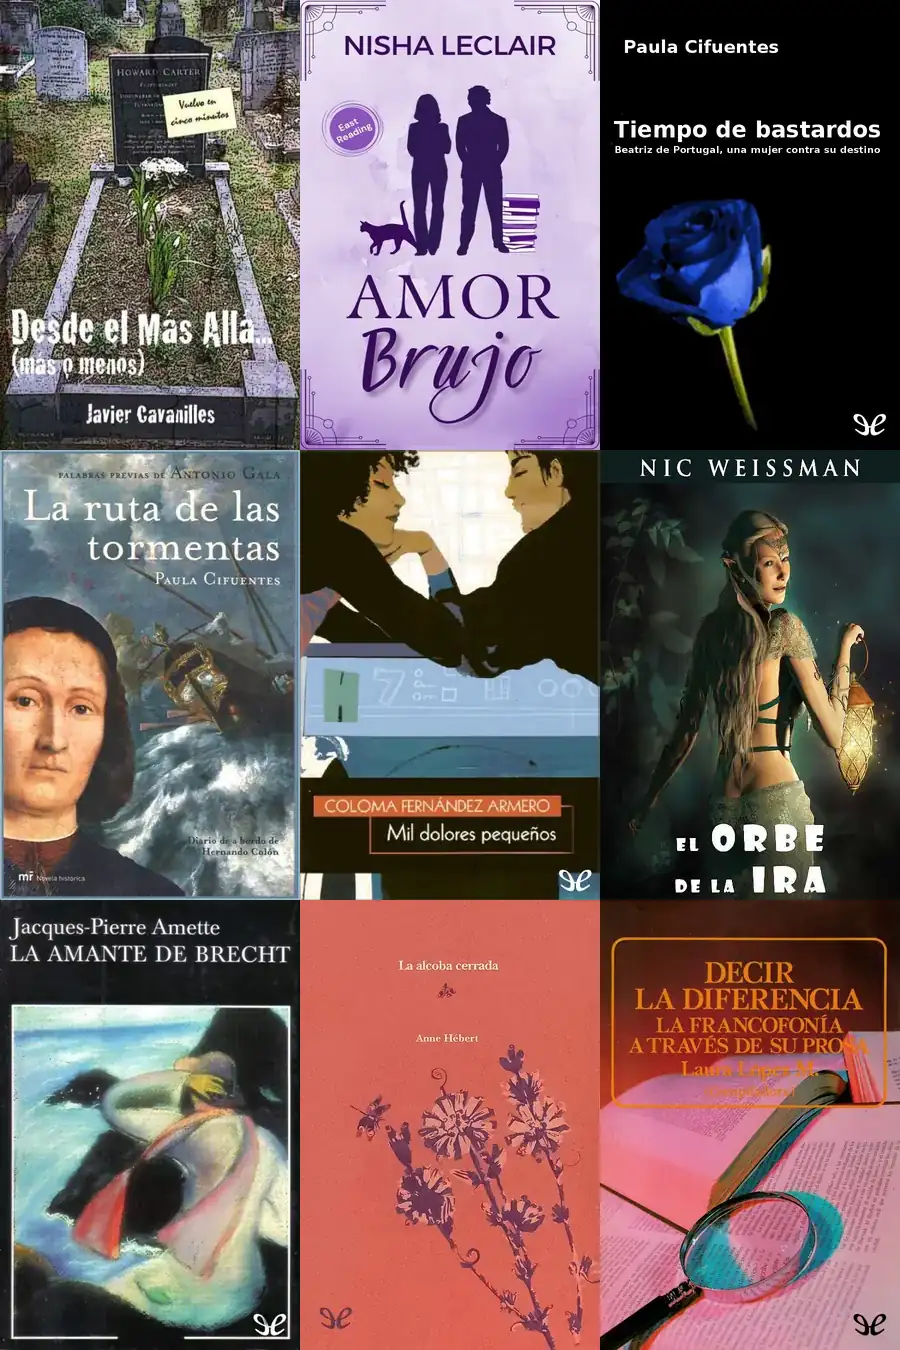 HOWARD CARTER
Vuelvo en
cinco minutos
Desde el Más Allá...
(más o menos)
Javier Cavanilles
NISHA LECLAIR
East
Reading
AMOR
Brujo
Paula Cifuentes
Tiempo de bastardos
Beatriz de Portugal, una mujer contra su destino
PALABRAS PREVIAS DE ANTONIO GALA
La ruta de las
tormentas
PAULA CIFUENTES
Diario de a bordo de
Hernando Colón
mr Novela histórica
COLOMA FERNÁNDEZ ARMERO
Mil dolores pequeños
NIC WEISSMAN
EL ORBE
DE LA IRA
Jacques-Pierre Amette
LA AMANTE DE BRECHT
La alcoba cerrada
Anne Hébert
DECIR
LA DIFERENCIA
LA FRANCOFONÍA
A TRAVÉS DE SU PROSA
Laura López M.